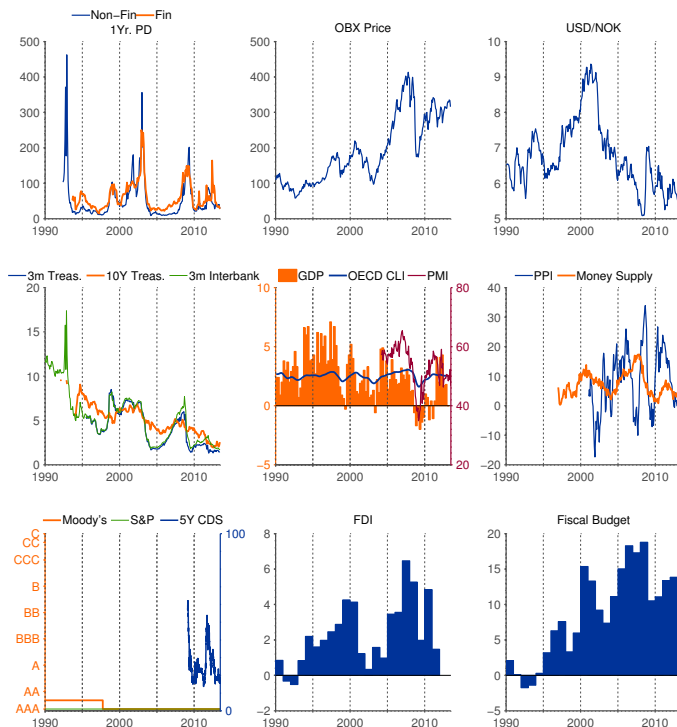 Non−Fin Fin
1Yr. PD
500
400
300
200
100
0
1990 2000 2010
OBX Price
500
400
300
200
100
0
1990 2000 2010
USD/NOK
10
9
8
7
6
5
1990 2000 2010
3m Treas. 10Y Treas. 3m Interbank
20
15
10
5
0
1990 2000 2010
GDP OECD CLI PMI
10
5
0
−5
80
60
40
20
1990 2000 2010
PPI Money Supply
40
30
20
10
0
−10
−20
1990 2000 2010
Moody's S&P 5Y CDS
C
CC
CCC
B
BB
BBB
A
AA
AAA
100
0
1990 2000 2010
FDI
8
6
4
2
0
−2
1990 2000 2010
Fiscal Budget
20
15
10
5
0
−5
1990 2000 2010